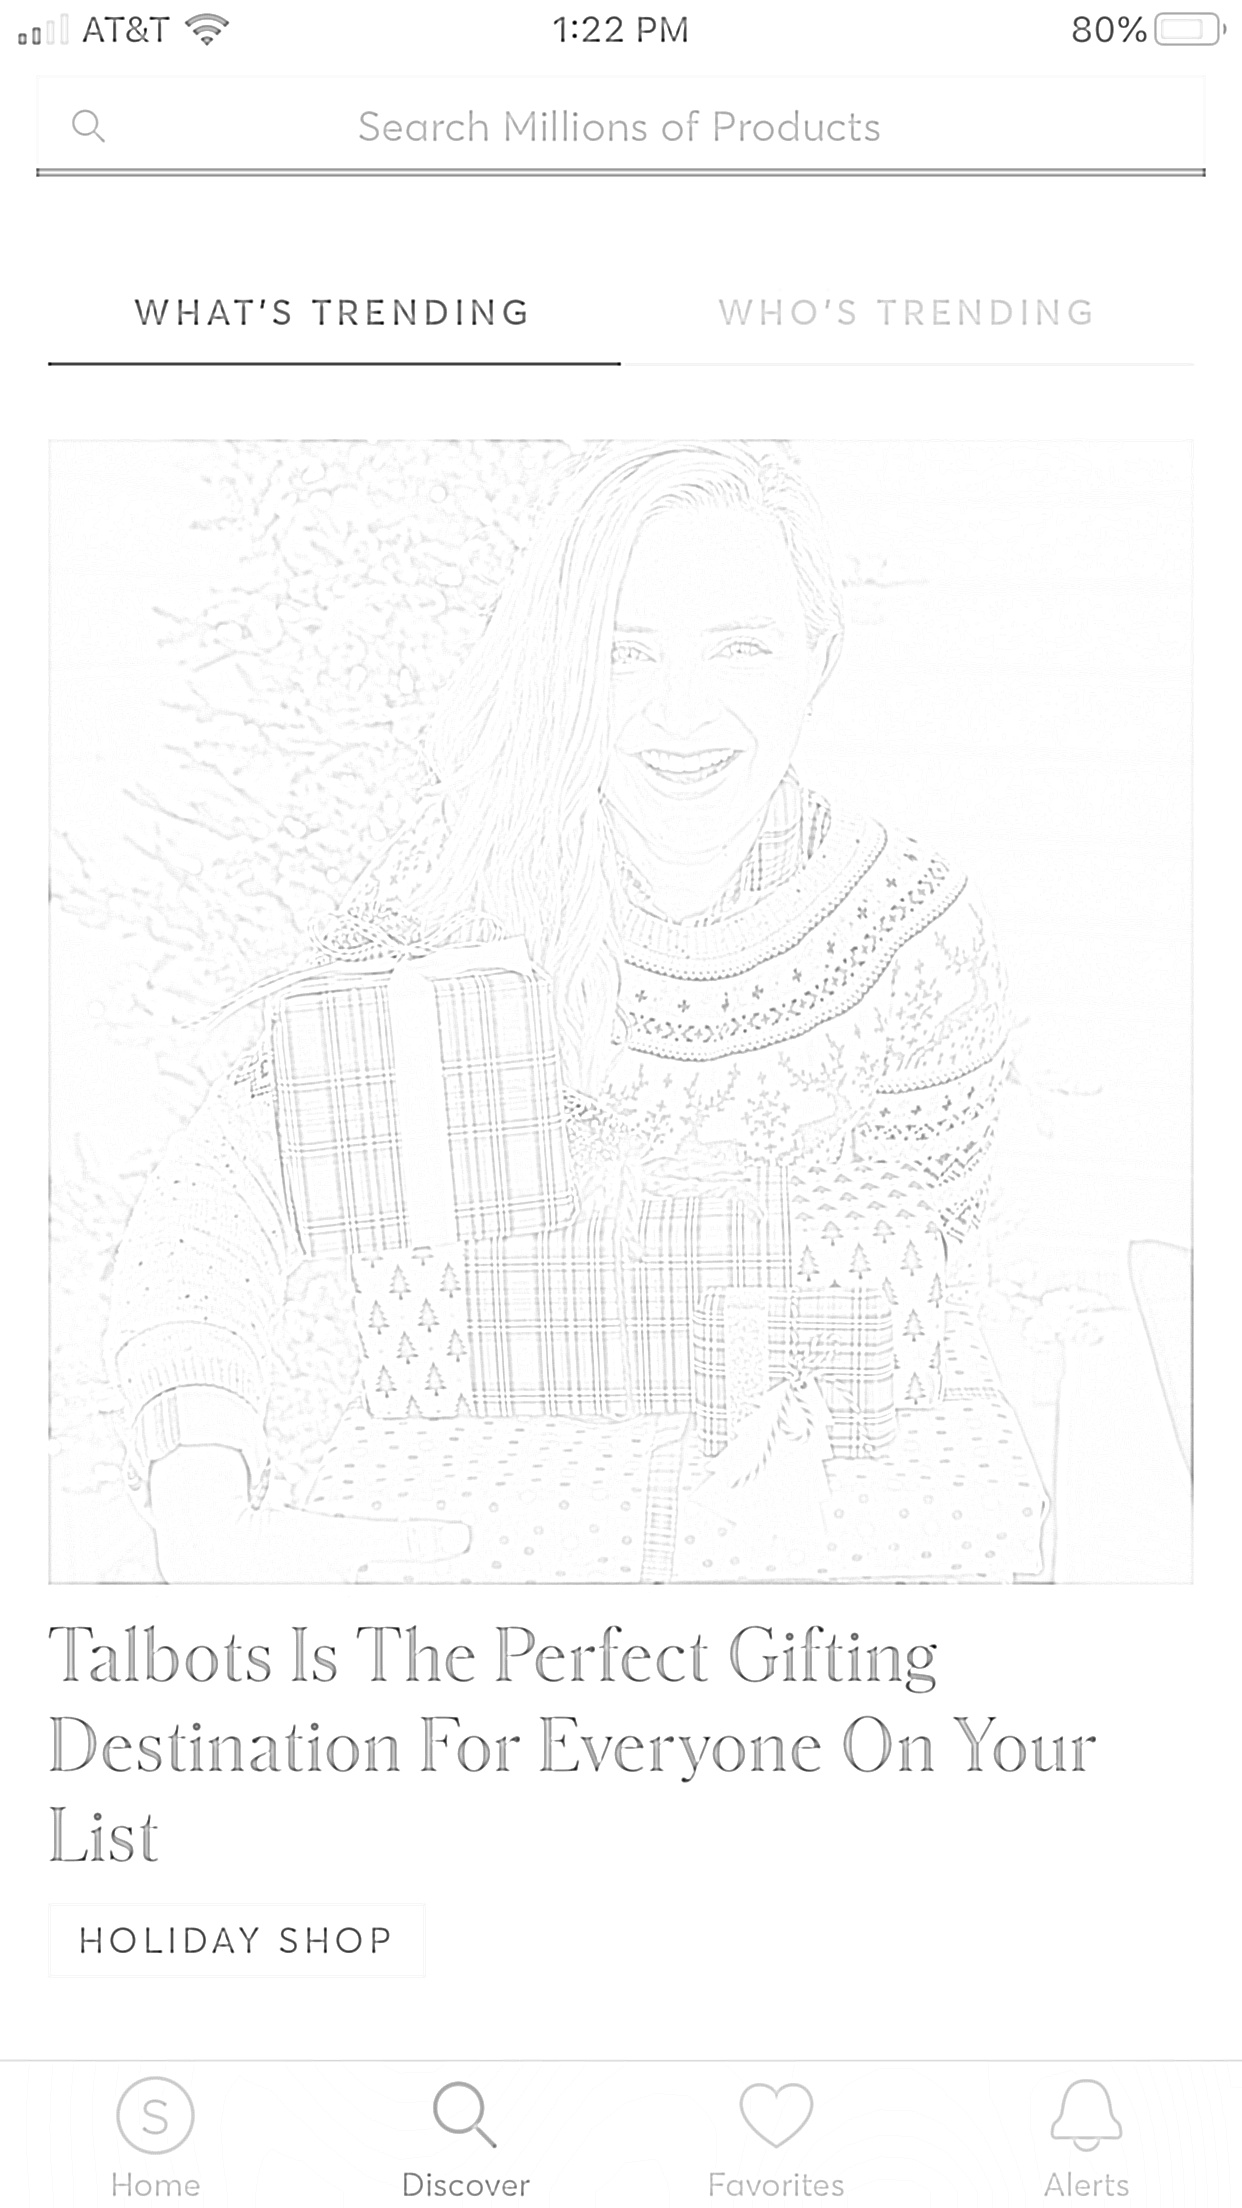 AT&T 1:22 PM 80%
Search Millions of Products
WHAT'S TRENDING WHO'S TRENDING
Talbots Is The Perfect Gifting
Destination For Everyone On Your
List
HOLIDAY SHOP
S
Home Discover Favorites Alerts